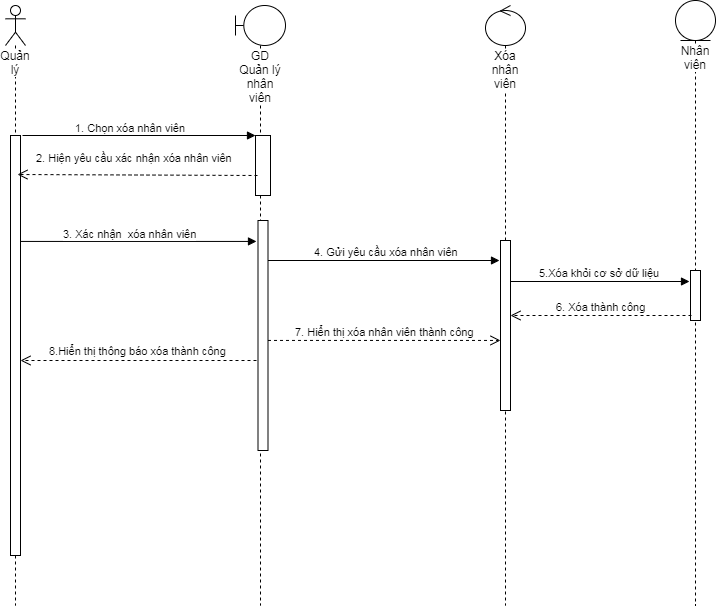 Quản
lý
GD
Quản lý
nhân
viên
Xóa
nhân
viên
Nhân
viên
1. Chọn xóa nhân viên
2. Hiện yêu cầu xác nhận xóa nhân viên
3. Xác nhận  xóa nhân viên
4. Gửi yêu cầu xóa nhân viên
5.Xóa khỏi cơ sở dữ liệu
6. Xóa thành công
7. Hiển thị xóa nhân viên thành công
8.Hiển thị thông báo xóa thành công